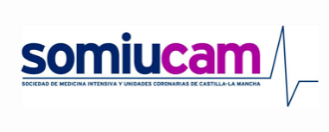 somiucam
SOCIEDAD DE MEDICINA INTENSIVA Y UNIDADES CORONARIAS DE CASTILLA-LA MANCHA